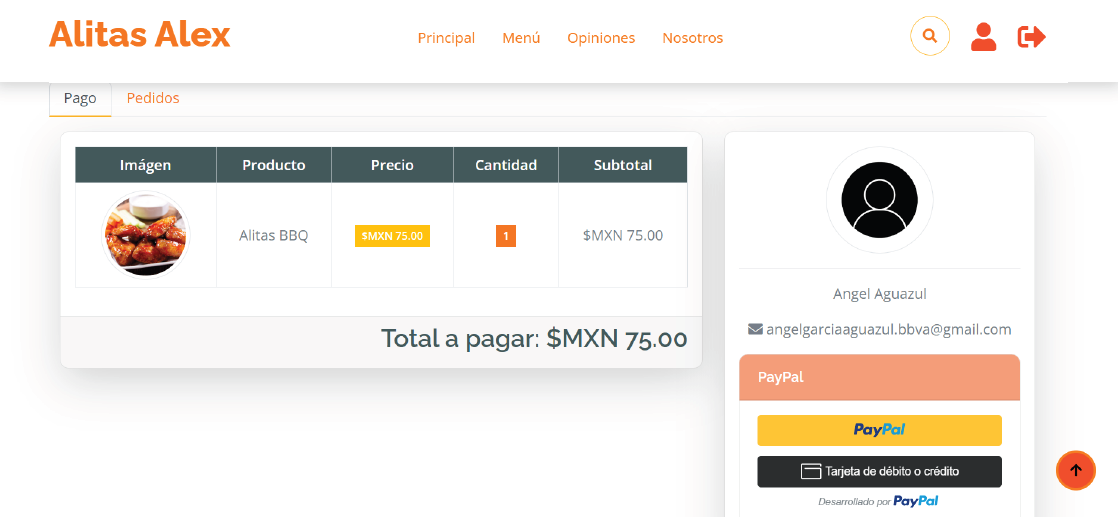 Alitas Alex
Principal Menú Opiniones Nosotros
Pago Pedidos
Imágen Producto Precio Cantidad Subtotal
Alitas BBQ $MXN 75.00 1 $MXN 75.00
Total a pagar: $MXN 75.00
Angel Aguazul
angelgarciaaguazul.bbva@gmail.com
PayPal
PayPal
Tarjeta de débito o crédito
Desarrollado por PayPal